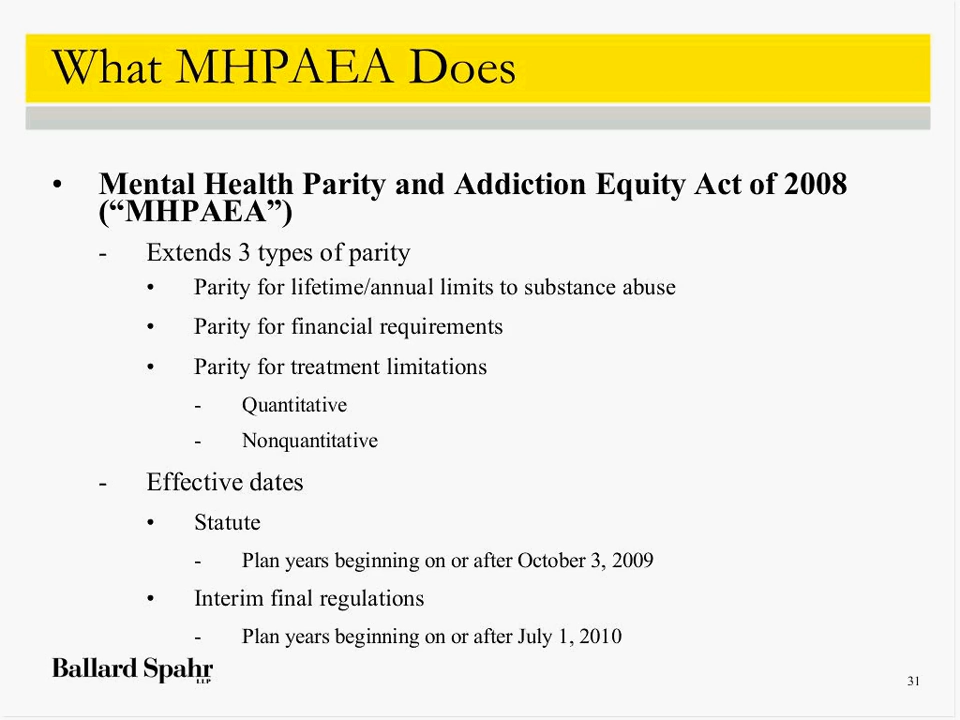 What MHPAEA Does
• Mental Health Parity and Addiction Equity Act of 2008
(“MHPAEA”)
- Extends 3 types of parity
• Parity for lifetime/annual limits to substance abuse
• Parity for financial requirements
• Parity for treatment limitations
- Quantitative
- Nonquantitative
- Effective dates
• Statute
- Plan years beginning on or after October 3, 2009
• Interim final regulations
- Plan years beginning on or after July 1, 2010
Ballard Spahr
LLP
31